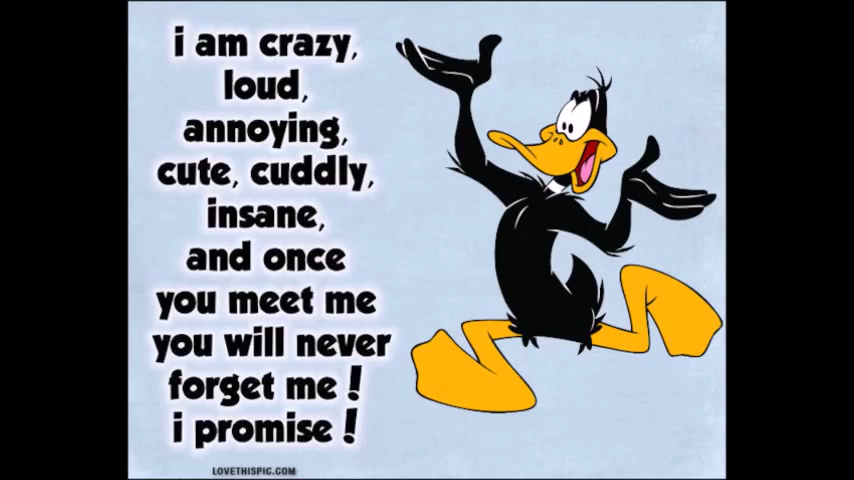 i am crazy,
loud,
annoying,
cute, cuddly,
insane,
and once
you meet me
you will never
forget me!
i promise!
LOVETHISPIC.COM